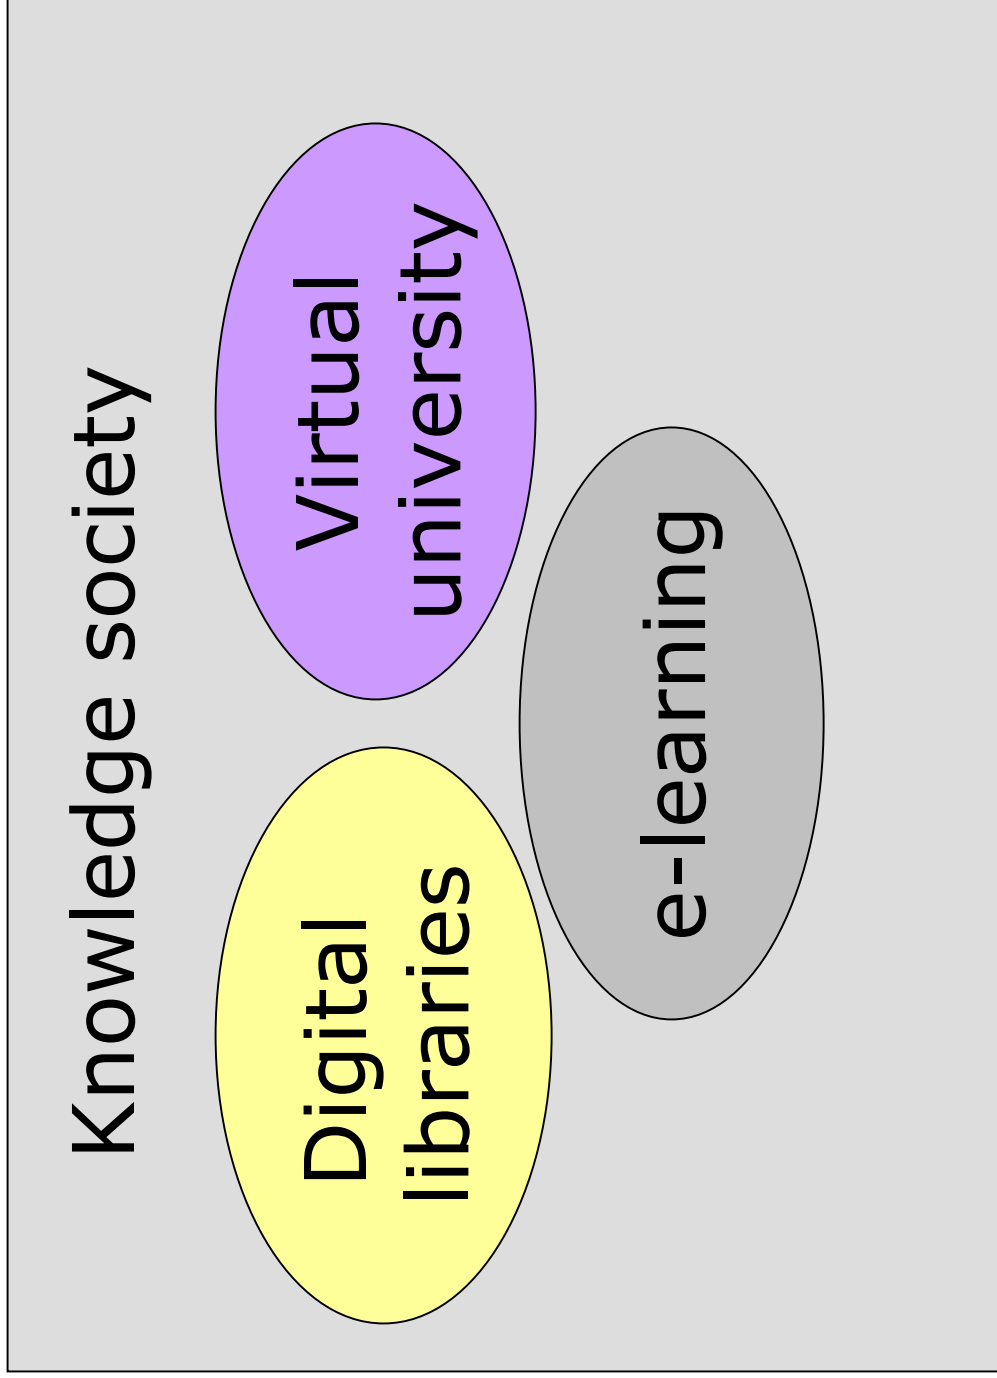 Knowledge society
Digital
libraries
Virtual
university
e-learning